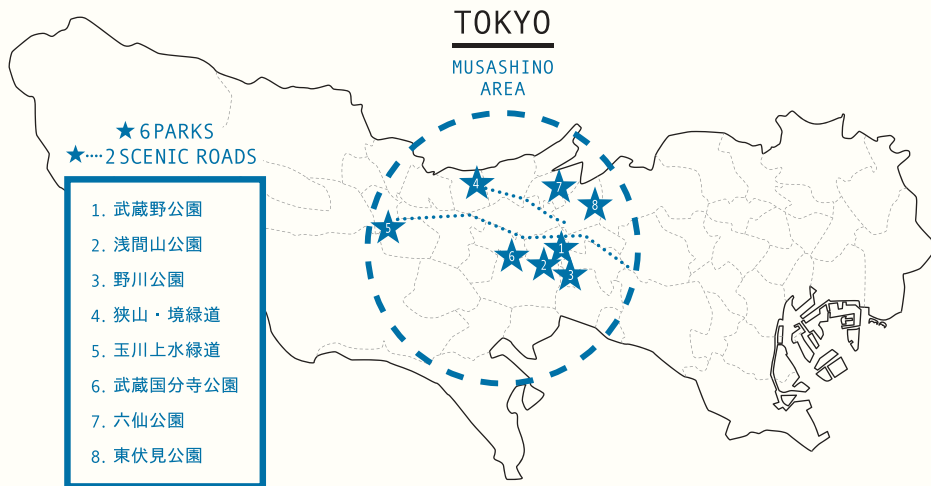 TOKYO
MUSASHINO
AREA
★ 6 PARKS
★····2 SCENIC ROADS
1. 武蔵野公園
2. 浅間山公園
3. 野川公園
4. 狭山・境緑道
5. 玉川上水緑道
6. 武蔵国分寺公園
7. 六仙公園
8. 東伏見公園
4
7
8
5
1
6
2
3